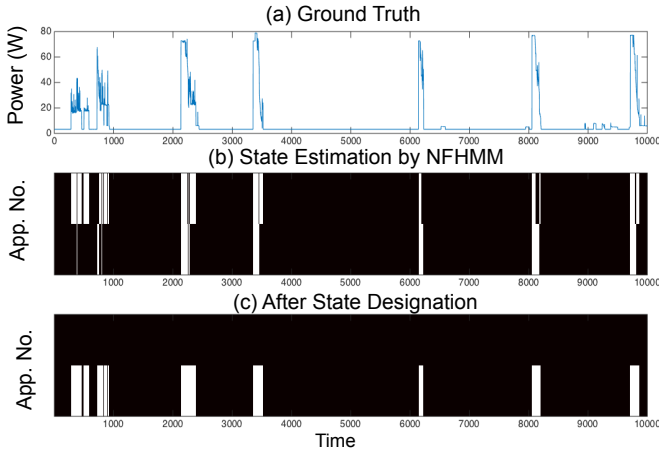 (a) Ground Truth
Power (W)
80
60
40
20
0
0 1000 2000 3000 4000 5000 6000 7000 8000 9000 10000
(b) State Estimation by NFHMM
App. No.
1000 2000 3000 4000 5000 6000 7000 8000 9000 10000
(c) After State Designation
App. No.
1000 2000 3000 4000 5000 6000 7000 8000 9000 10000
Time